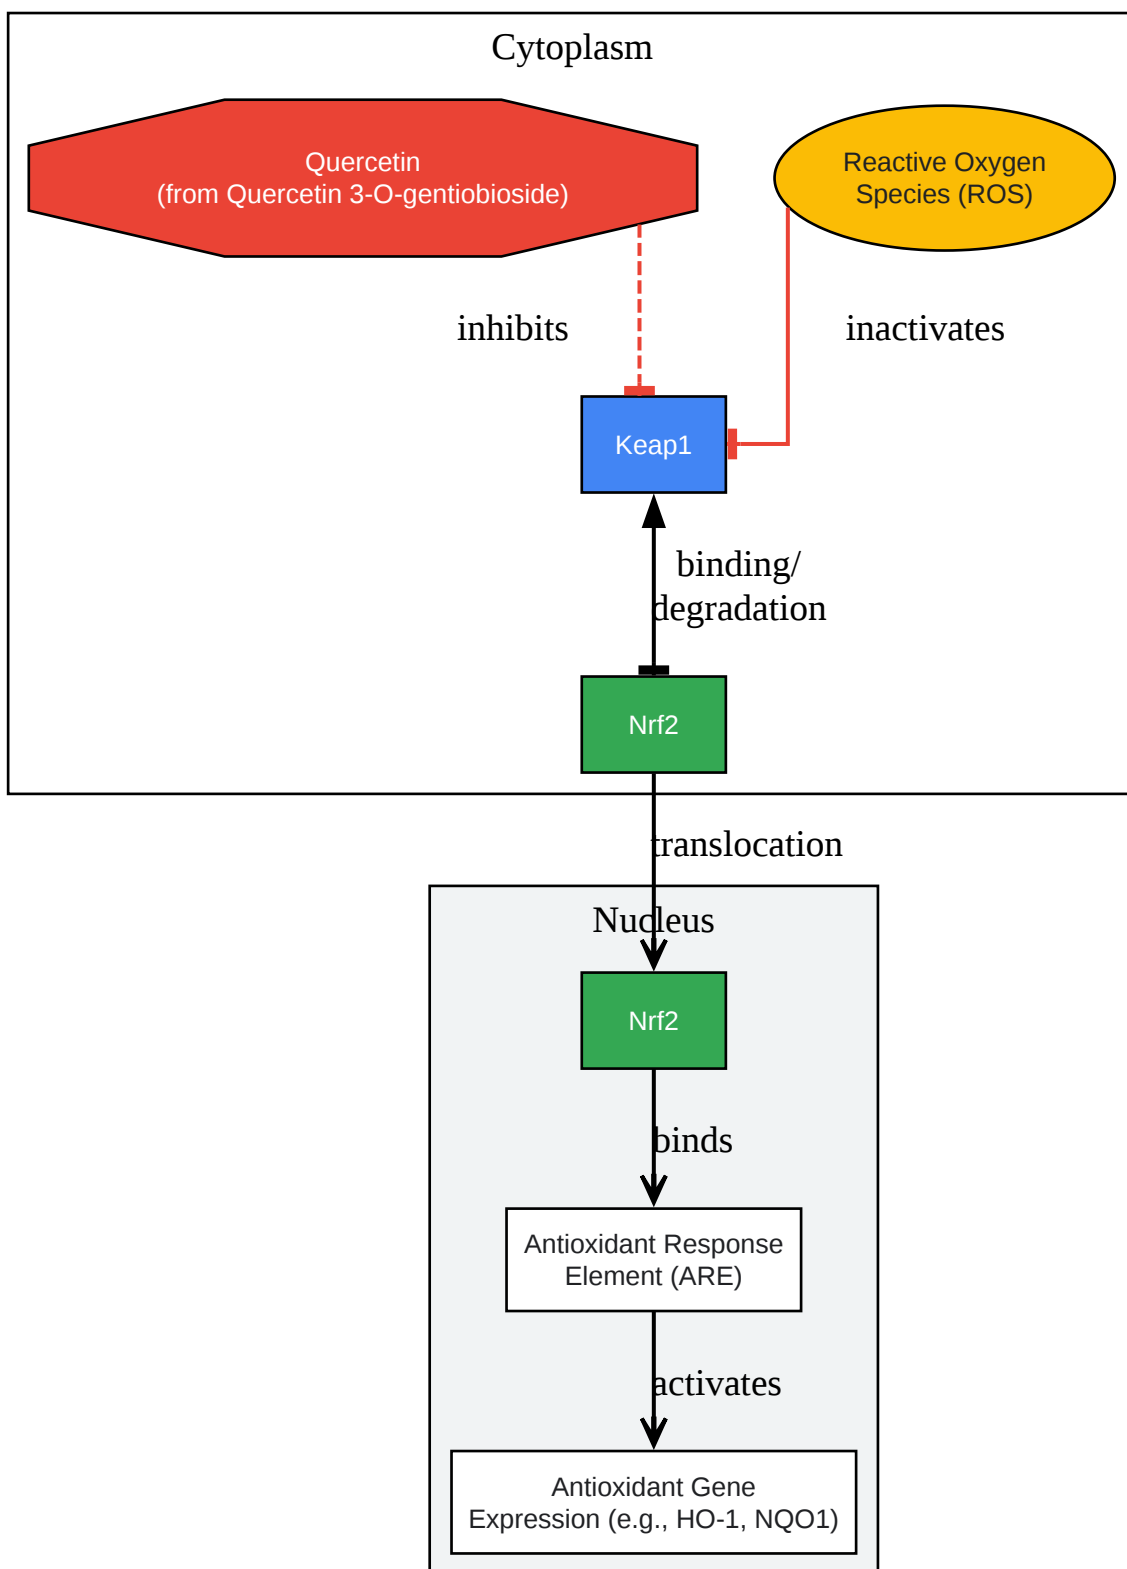 Cytoplasm
Quercetin
(from Quercetin 3-O-gentiobioside)
Reactive Oxygen
Species (ROS)
inhibits
inactivates
Keap1
binding/
degradation
Nrf2
translocation
Nucleus
Nrf2
binds
Antioxidant Response
Element (ARE)
activates
Antioxidant Gene
Expression (e.g., HO-1, NQO1)